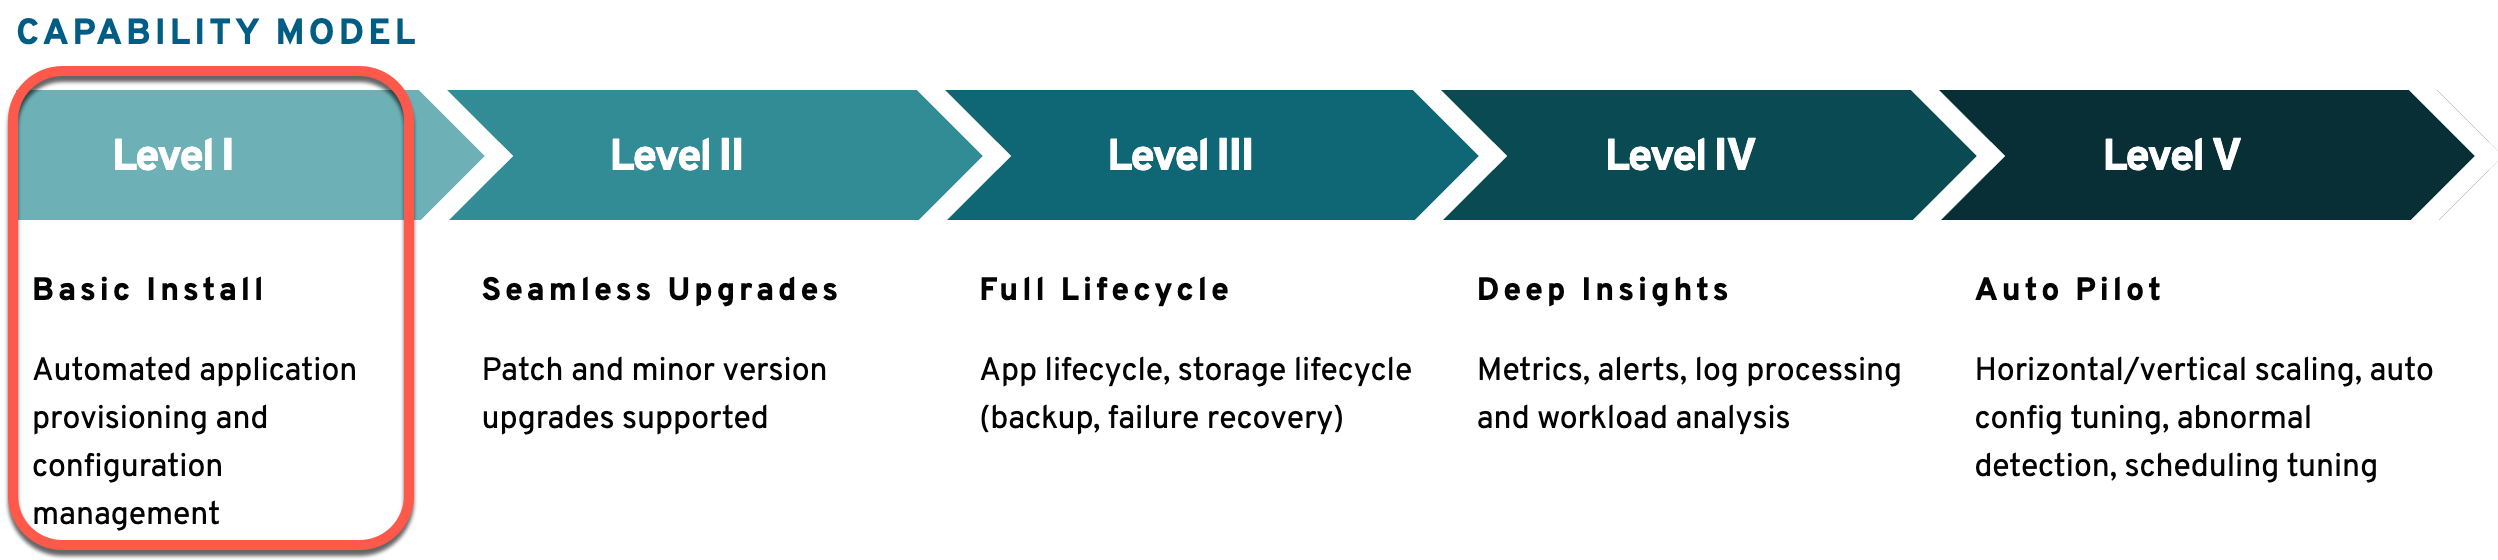 CAPABILITY MODEL
Level I
Level II
Level III
Level IV
Level V
Basic Install
Automated application
provisioning and
configuration
management
Seamless Upgrades
Patch and minor version
upgrades supported
Full Lifecycle
App lifecycle, storage lifecycle
(backup, failure recovery)
Deep Insights
Metrics, alerts, log processing
and workload analysis
Auto Pilot
Horizontal/vertical scaling, auto
config tuning, abnormal
detection, scheduling tuning